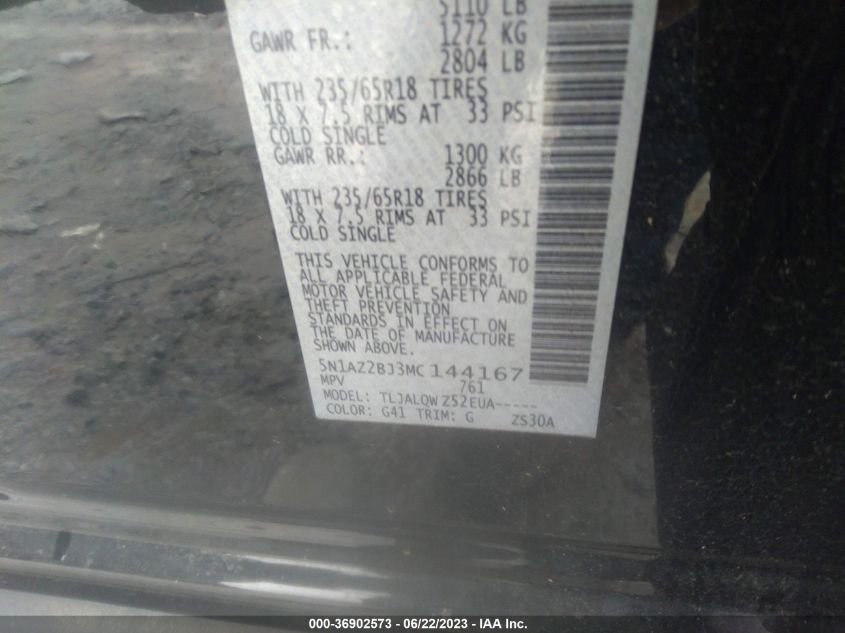 5110 LB
GAWR FR.: 1272 KG
2804 LB
WITH 235/65R18 TIRES
18 X 7.5 RIMS AT 33 PSI
COLD SINGLE
GAWR RR.: 1300 KG
2866 LB
WITH 235/65R18 TIRES
18 X 7.5 RIMS AT 33 PSI
COLD SINGLE
THIS VEHICLE CONFORMS TO
ALL APPLICABLE FEDERAL
MOTOR VEHICLE SAFETY AND
THEFT PREVENTION
STANDARDS IN EFFECT ON
THE DATE OF MANUFACTURE
SHOWN ABOVE.
5N1AZ2BJ3MC144167
MPV 761
MODEL: TLJALQW Z52EUA-----
COLOR: G41 TRIM: G ZS30A
000-36902573 - 06/22/2023 - IAA Inc.